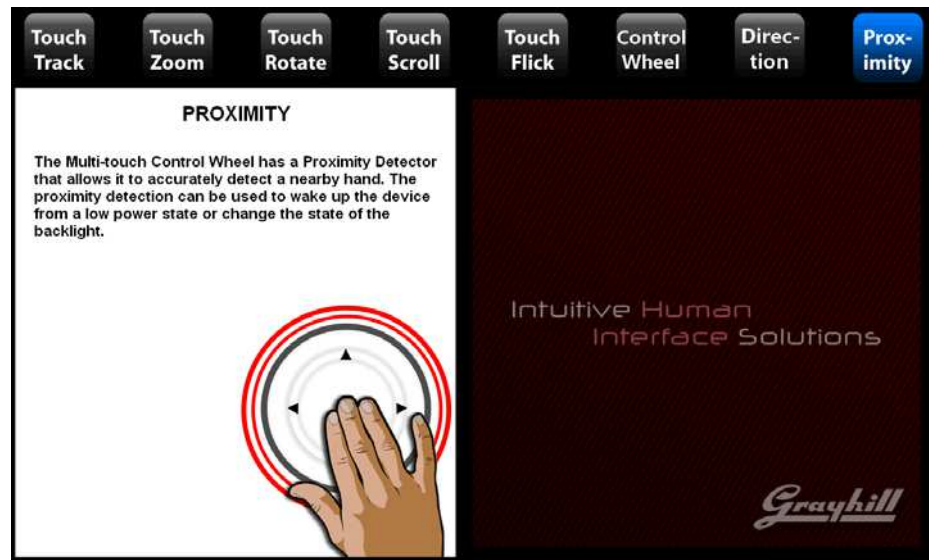 Touch
Track
Touch
Zoom
Touch
Rotate
Touch
Scroll
Touch
Flick
Control
Wheel
Direc-
tion
Prox-
imity
PROXIMITY
The Multi-touch Control Wheel has a Proximity Detector
that allows it to accurately detect a nearby hand. The
proximity detection can be used to wake up the device
from a low power state or change the state of the
backlight.
Intuitive Human
Interface Solutions
Grayhill